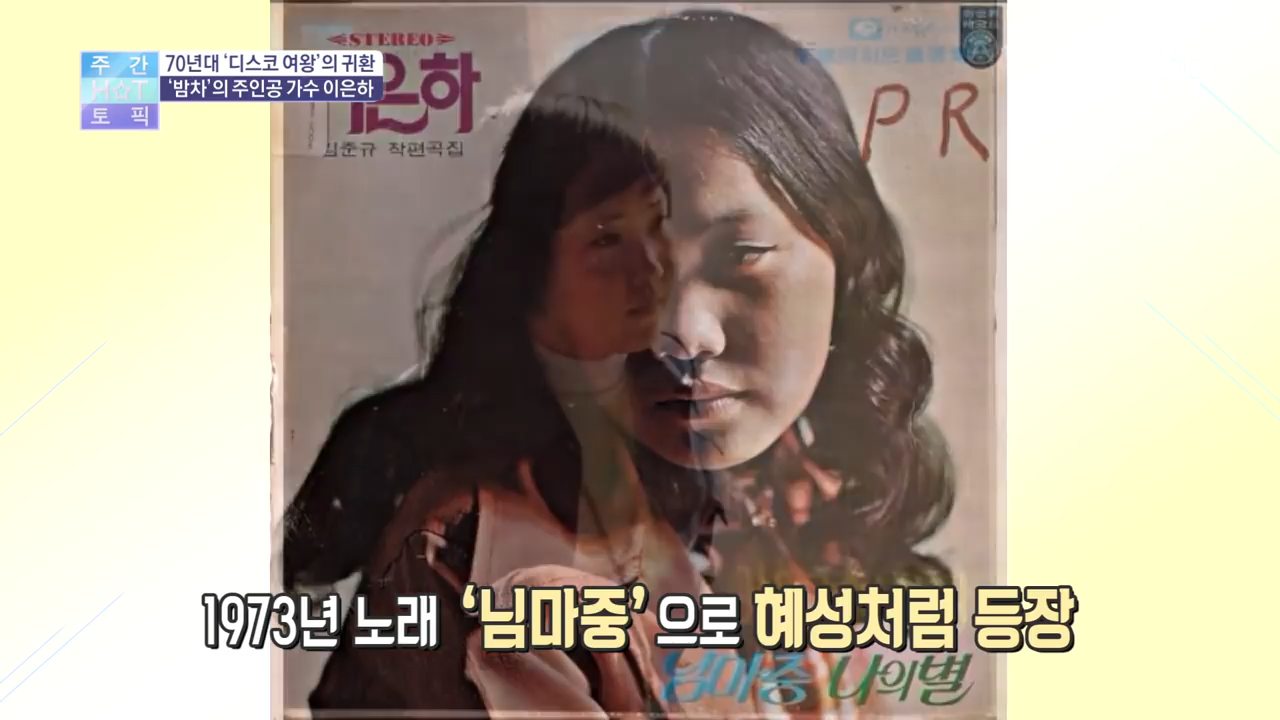 주간
H☆T
토픽
70년대 '디스코 여왕'의 귀환
'밤차'의 주인공 가수 이은하
STEREO
은하
김준규 작편곡집
PR
1973년 노래 '님마중'으로 혜성처럼 등장
님마중 나의 별